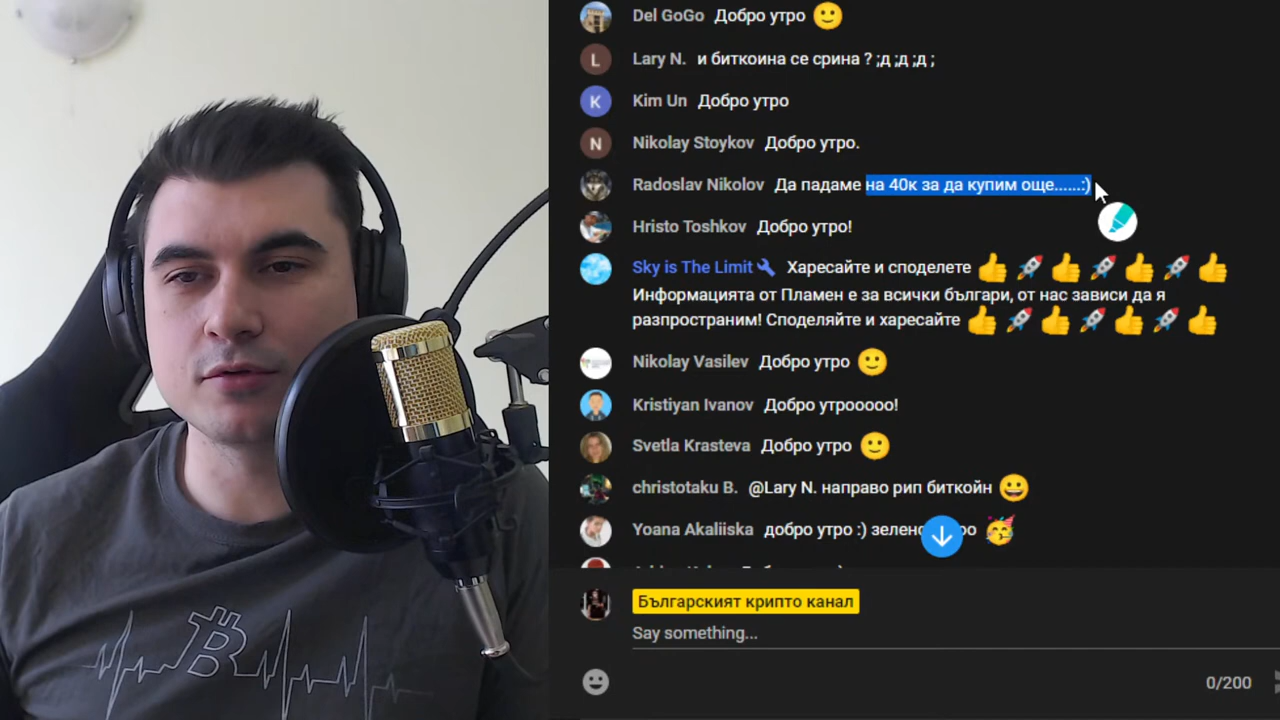 Del GoGo Добро утро 🙂
L
Lary N. и биткоина се срина ? ;д ;д ;д ;
K
Kim Un Добро утро
N
Nikolay Stoykov Добро утро.
Radoslav Nikolov Да падаме на 40к за да купим още......:)
Hristo Toshkov Добро утро!
Sky is The Limit Харесайте и споделете 👍 🚀 👍 🚀 👍 🚀 👍
Информацията от Пламен е за всички българи, от нас зависи да я
разпространим! Споделяйте и харесайте 👍 🚀 👍 🚀 👍 🚀 👍
Nikolay Vasilev Добро утро 🙂
Kristiyan Ivanov Добро утрооооо!
Svetla Krasteva Добро утро 🙂
christotaku B. @Lary N. направо рип биткойн 😀
Yoana Akaliiska добро утро :) 🥳
Българският крипто канал
Say something...
0/200
B